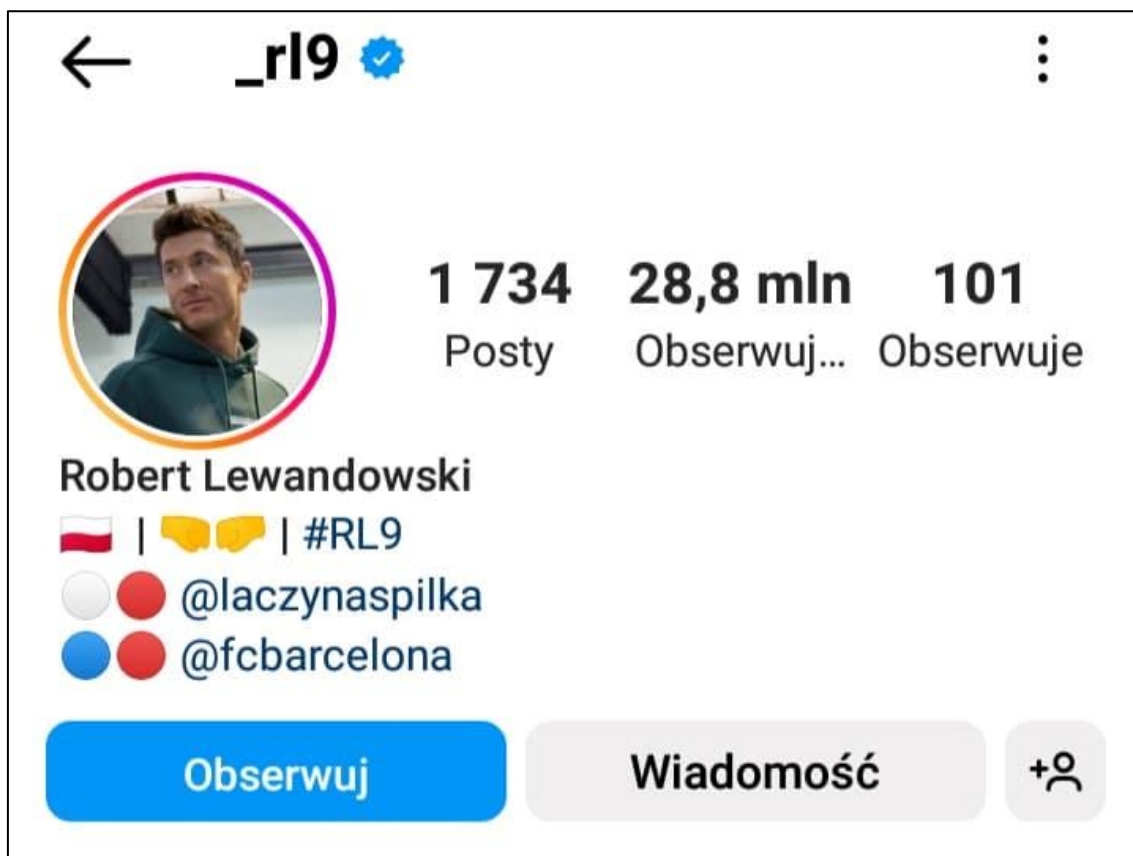 _rl9
1 734 28,8 mln 101
Posty Obserwuj... Obserwuje
Robert Lewandowski
| | #RL9
@laczynaspilka
@fcbarcelona
Obserwuj Wiadomość